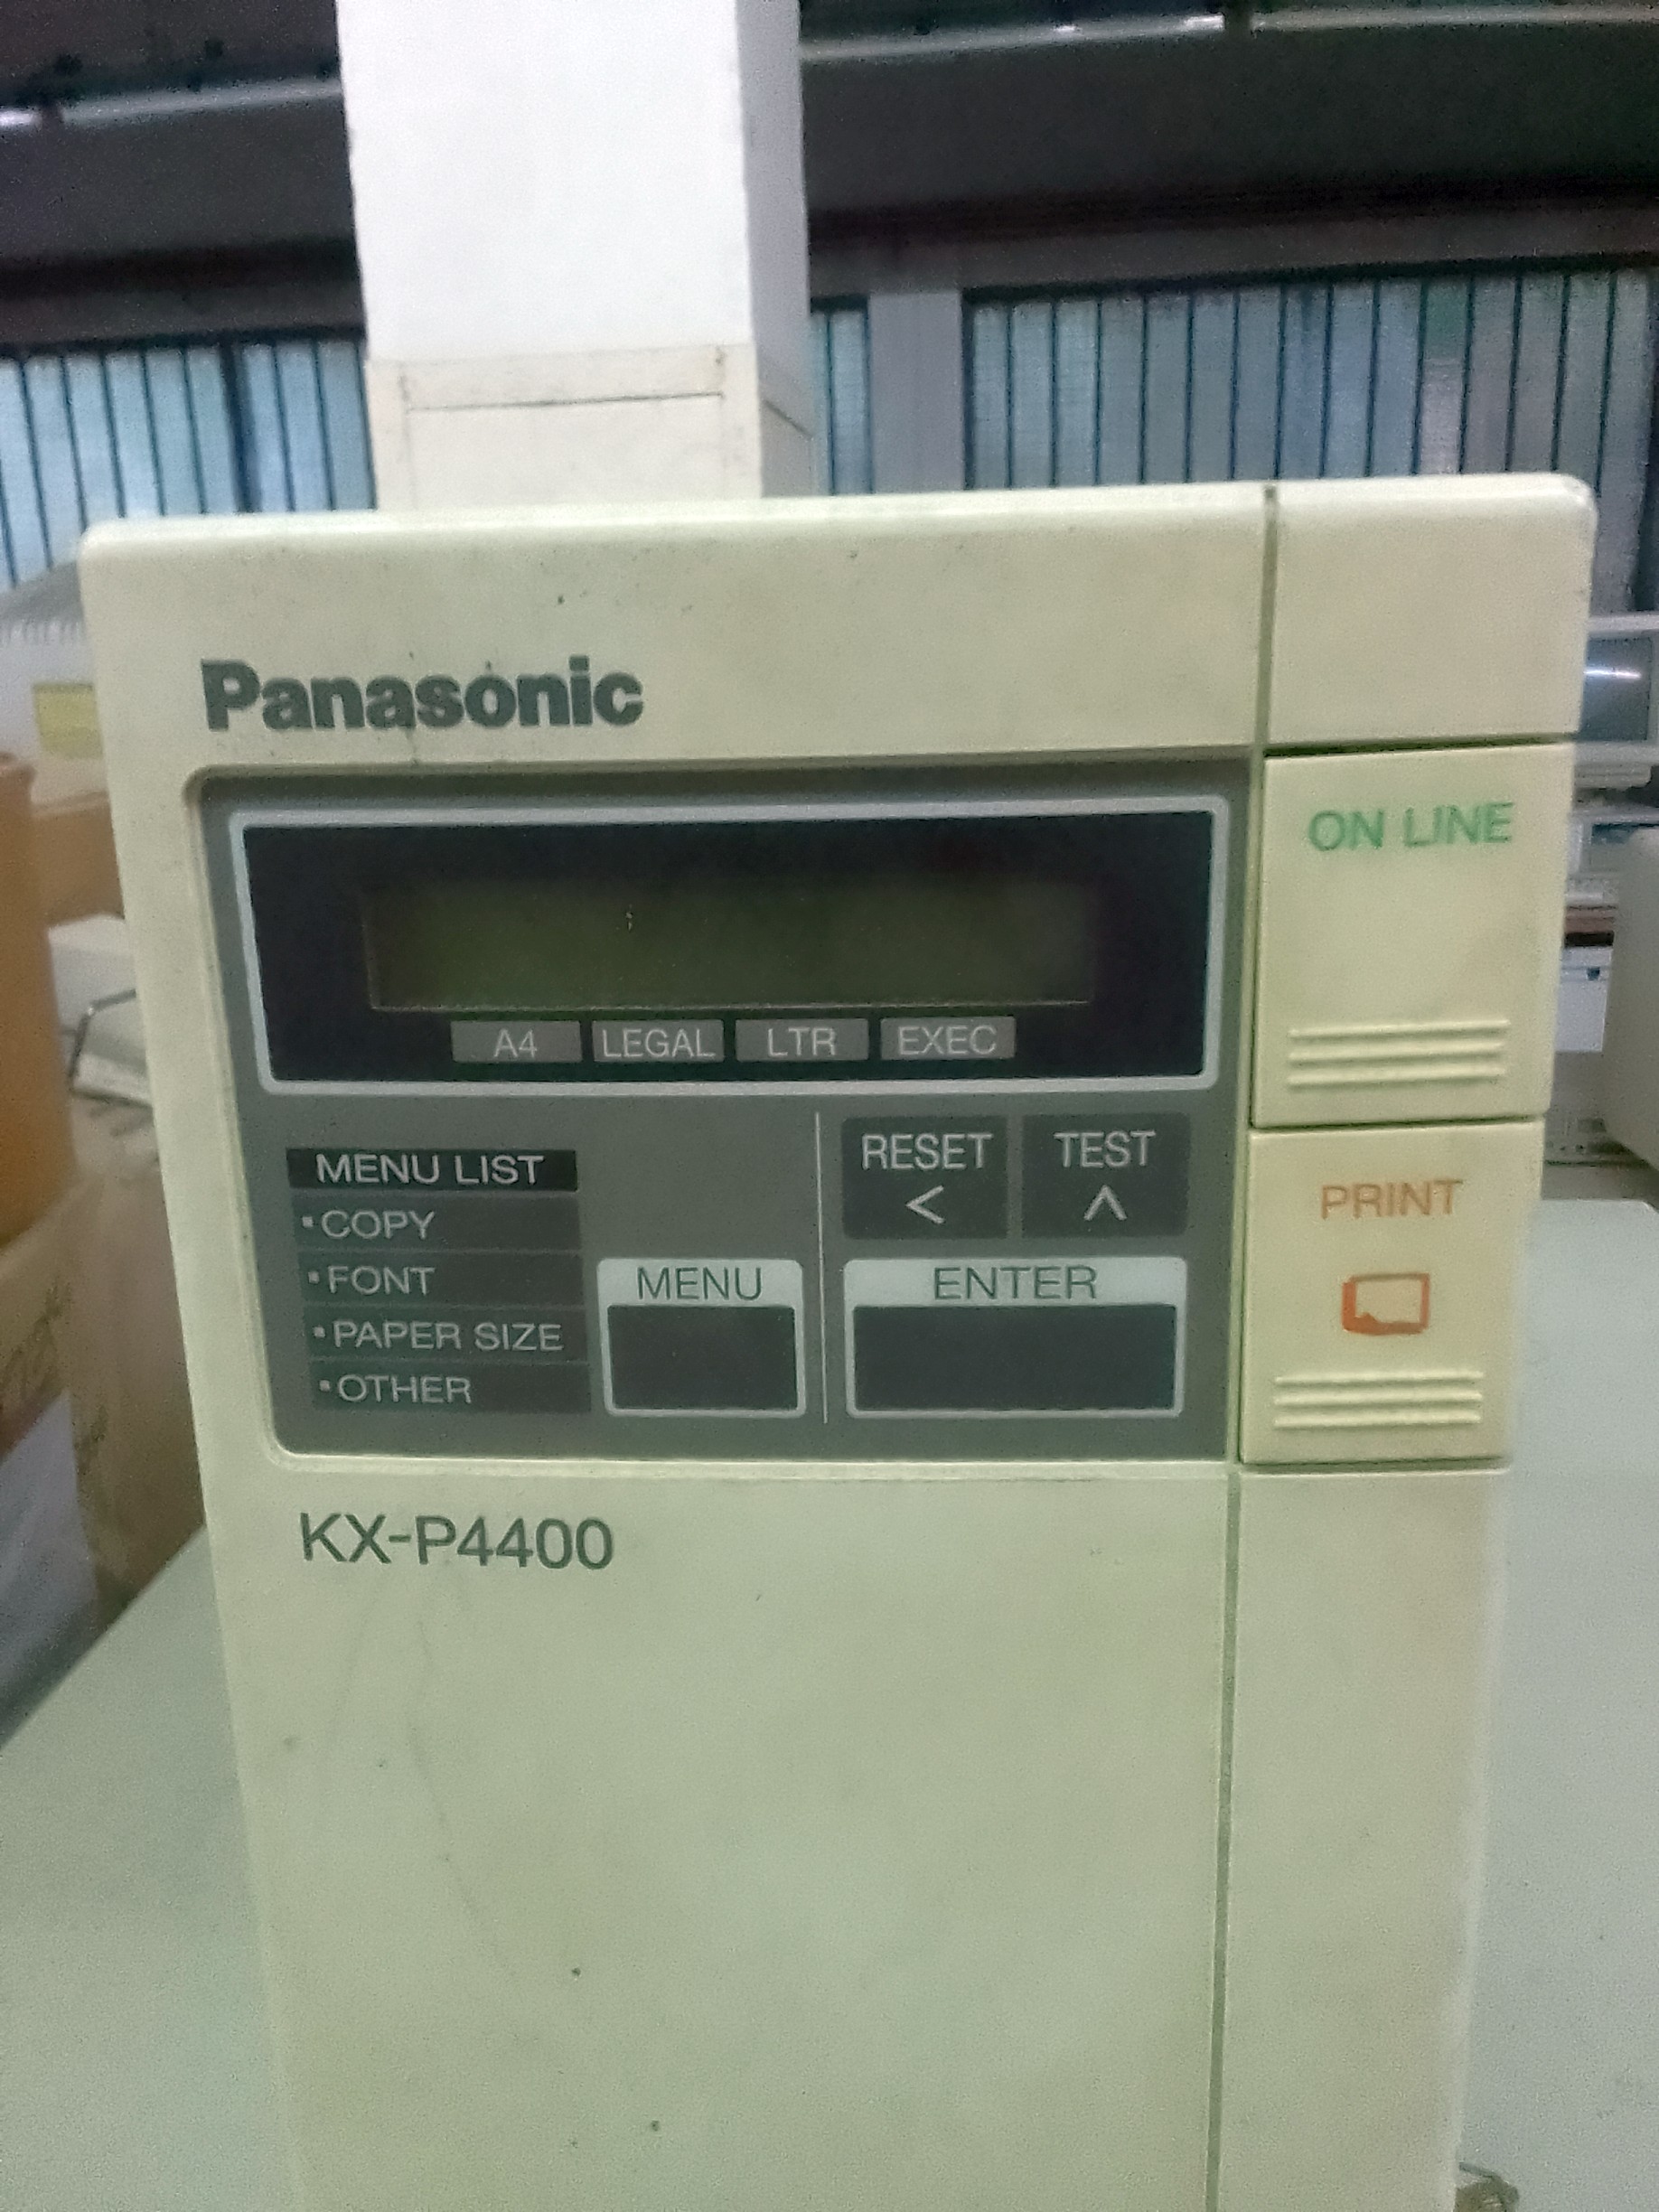 Panasonic
ON LINE
A4 LEGAL LTR EXEC
RESET TEST
<  ∧
MENU LIST
▪COPY
▪FONT
▪PAPER SIZE
▪OTHER
MENU ENTER
PRINT
KX-P4400